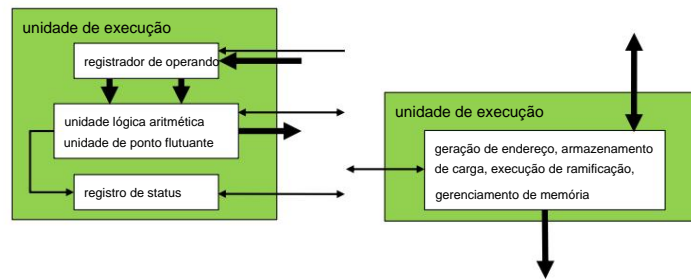 unidade de execução
registrador de operando
unidade lógica aritmética
unidade de ponto flutuante
registro de status
unidade de execução
geração de endereço, armazenamento
de carga, execução de ramificação,
gerenciamento de memória